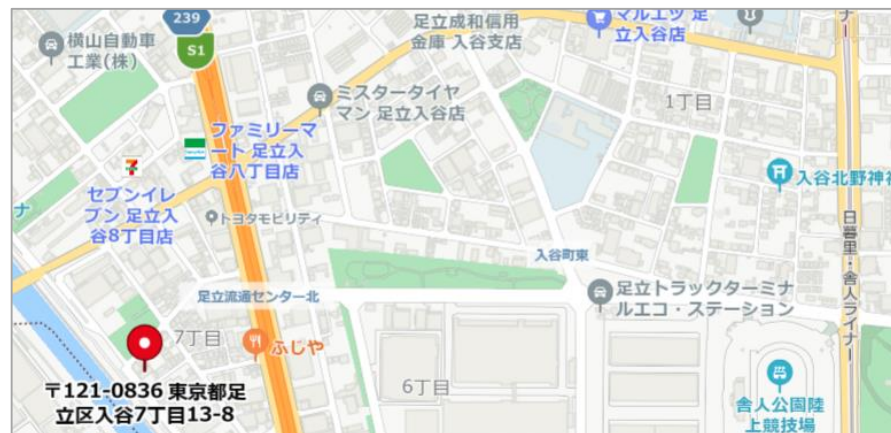 239
S1
横山自動車
工業(株)
足立成和信用
金庫 入谷支店
マルエツ 足
立入谷店
ミスタータイヤ
マン 足立入谷店
1丁目
ファミリーマ
ート 足立入
谷八丁目店
セブンイレ
ブン 足立入
谷8丁目店
トヨタモビリティ
入谷北野神社
ナ
入谷町東
日暮里・舎人ライナー
足立流通センター北
足立トラックターミナ
ルエコ・ステーション
7丁目
ふじや
6丁目
〒121-0836 東京都足
立区入谷7丁目13-8
舎人公園陸
上競技場